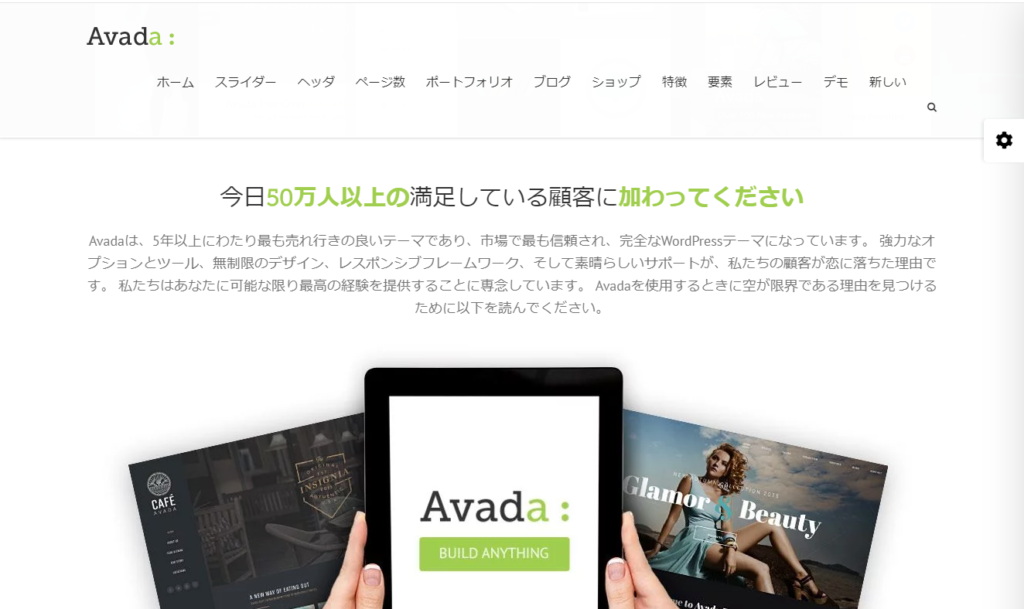 Avada :
ホーム スライダー ヘッダ ページ数 ポートフォリオ ブログ ショップ 特徴 要素 レビュー デモ 新しい
今日50万人以上の満足している顧客に加わってください
Avadaは、5年以上にわたり最も売れ行きの良いテーマであり、市場で最も信頼され、完全なWordPressテーマになっています。 強力なオ
プションとツール、無制限のデザイン、レスポンシブフレームワーク、そして素晴らしいサポートが、私たちの顧客が恋に落ちた理由で
す。 私たちはあなたに可能な限り最高の経験を提供することに専念しています。 Avadaを使用するときに空が限界である理由を見つける
ために以下を読んでください。
CAFÉ
AVADA
INSIGNIA
A NEW WAY OF EATING OUT
Avada :
BUILD ANYTHING
Glamor & Beauty